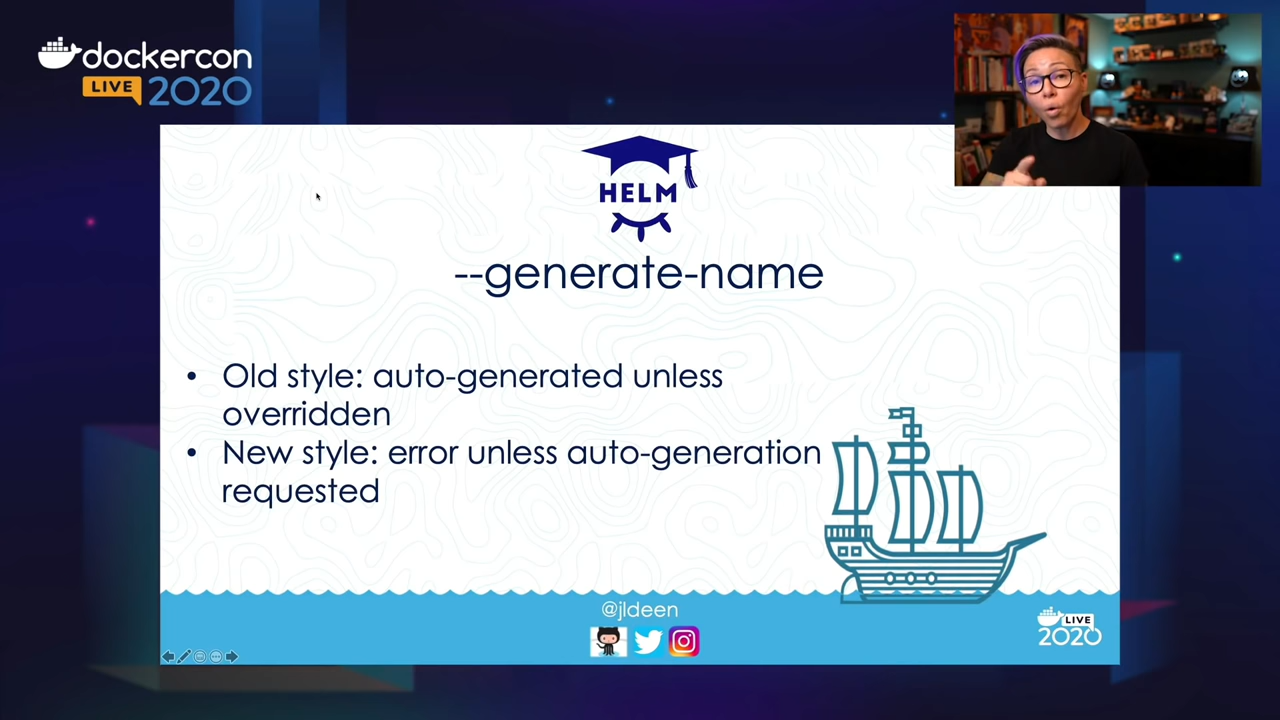 dockercon
LIVE 2020
HELM
--generate-name
• Old style: auto-generated unless
overridden
• New style: error unless auto-generation
requested
@jldeen
LIVE
2020